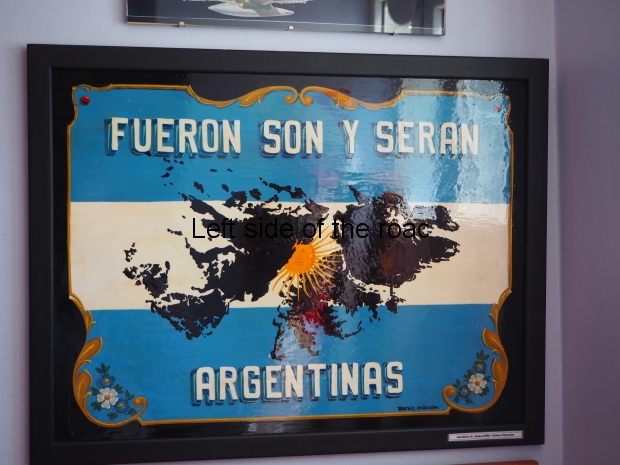 FUERON SON Y SERAN
Left side of the road
ARGENTINAS